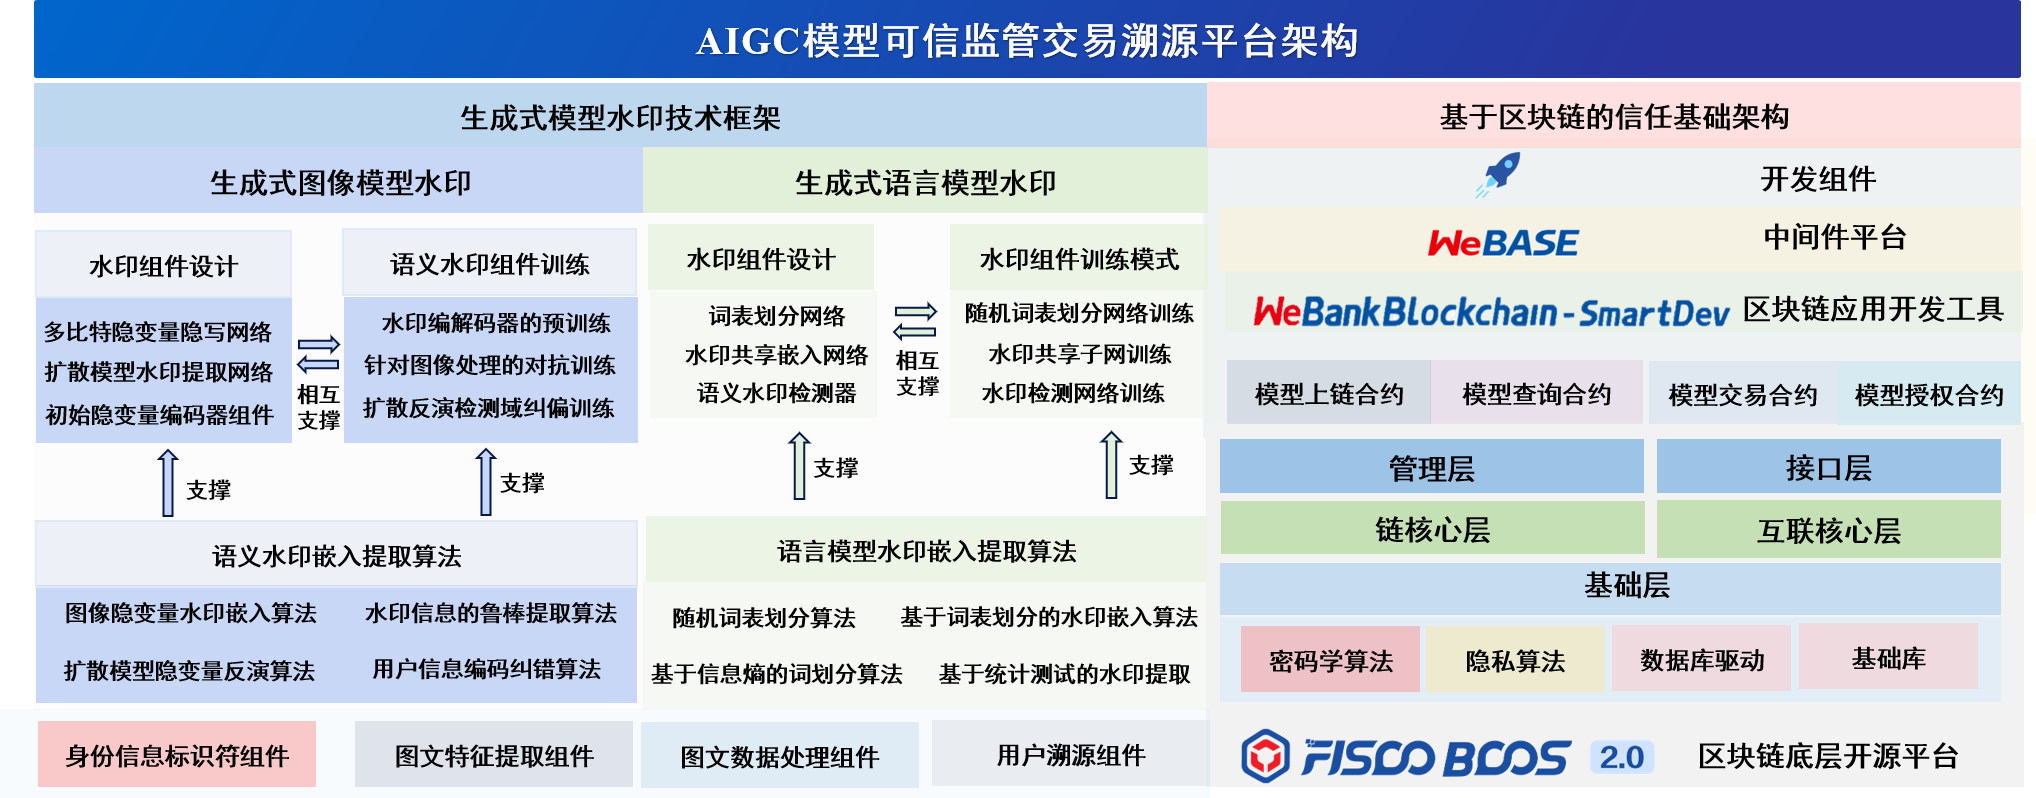 AIGC模型可信监管交易溯源平台架构
生成式模型水印技术框架
生成式图像模型水印
水印组件设计
多比特隐变量隐写网络
扩散模型水印提取网络
初始隐变量编码器组件
相互
支撑
语义水印组件训练
水印编解码器的预训练
针对图像处理的对抗训练
扩散反演检测域纠偏训练
支撑
支撑
语义水印嵌入提取算法
图像隐变量水印嵌入算法
水印信息的鲁棒提取算法
扩散模型隐变量反演算法
用户信息编码纠错算法
生成式语言模型水印
水印组件设计
词表划分网络
水印共享嵌入网络
语义水印检测器
相互
支撑
水印组件训练模式
随机词表划分网络训练
水印共享子网训练
水印检测网络训练
支撑
支撑
语言模型水印嵌入提取算法
随机词表划分算法
基于词表划分的水印嵌入算法
基于信息熵的词划分算法
基于统计测试的水印提取
身份信息标识符组件
图文特征提取组件
图文数据处理组件
用户溯源组件
基于区块链的信任基础架构
开发组件
WeBASE
中间件平台
WeBankBlockchain-SmartDev
区块链应用开发工具
模型上链合约
模型查询合约
模型交易合约
模型授权合约
管理层
接口层
链核心层
互联核心层
基础层
密码学算法
隐私算法
数据库驱动
基础库
FISCO BCOS
2.0
区块链底层开源平台